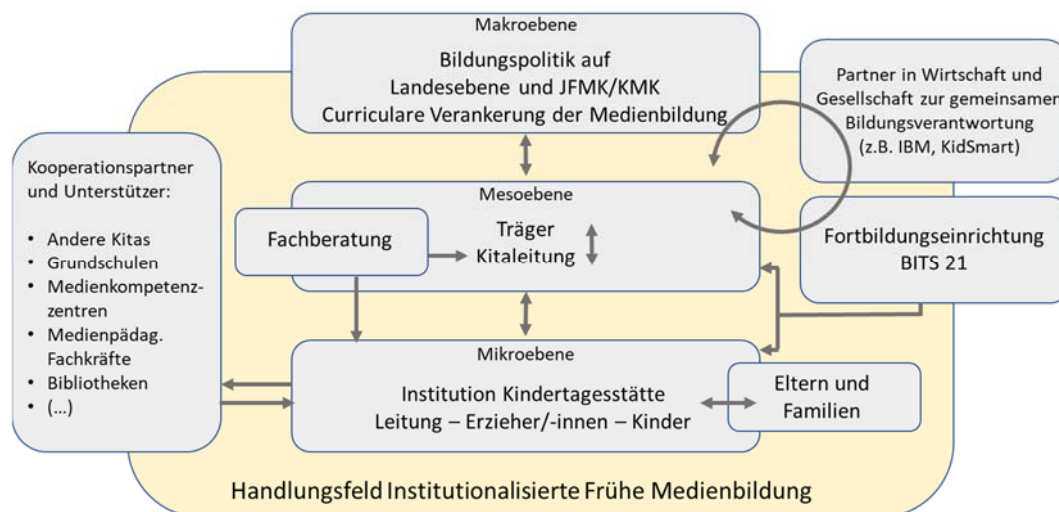 Makroebene
Bildungspolitik auf
Landesebene und JFMK/KMK
Curriculare Verankerung der Medienbildung
Partner in Wirtschaft und
Gesellschaft zur gemeinsamen
Bildungsverantwortung
(z.B. IBM, KidSmart)
Kooperationspartner
und Unterstützer:
• Andere Kitas
• Grundschulen
• Medienkompetenz-
zentren
• Medienpädag.
Fachkräfte
• Bibliotheken
• (...)
Mesoebene
Fachberatung
Träger
Kitaleitung
Fortbildungseinrichtung
BITS 21
Mikroebene
Institution Kindertagesstätte
Leitung – Erzieher/-innen – Kinder
Eltern und
Familien
Handlungsfeld Institutionalisierte Frühe Medienbildung